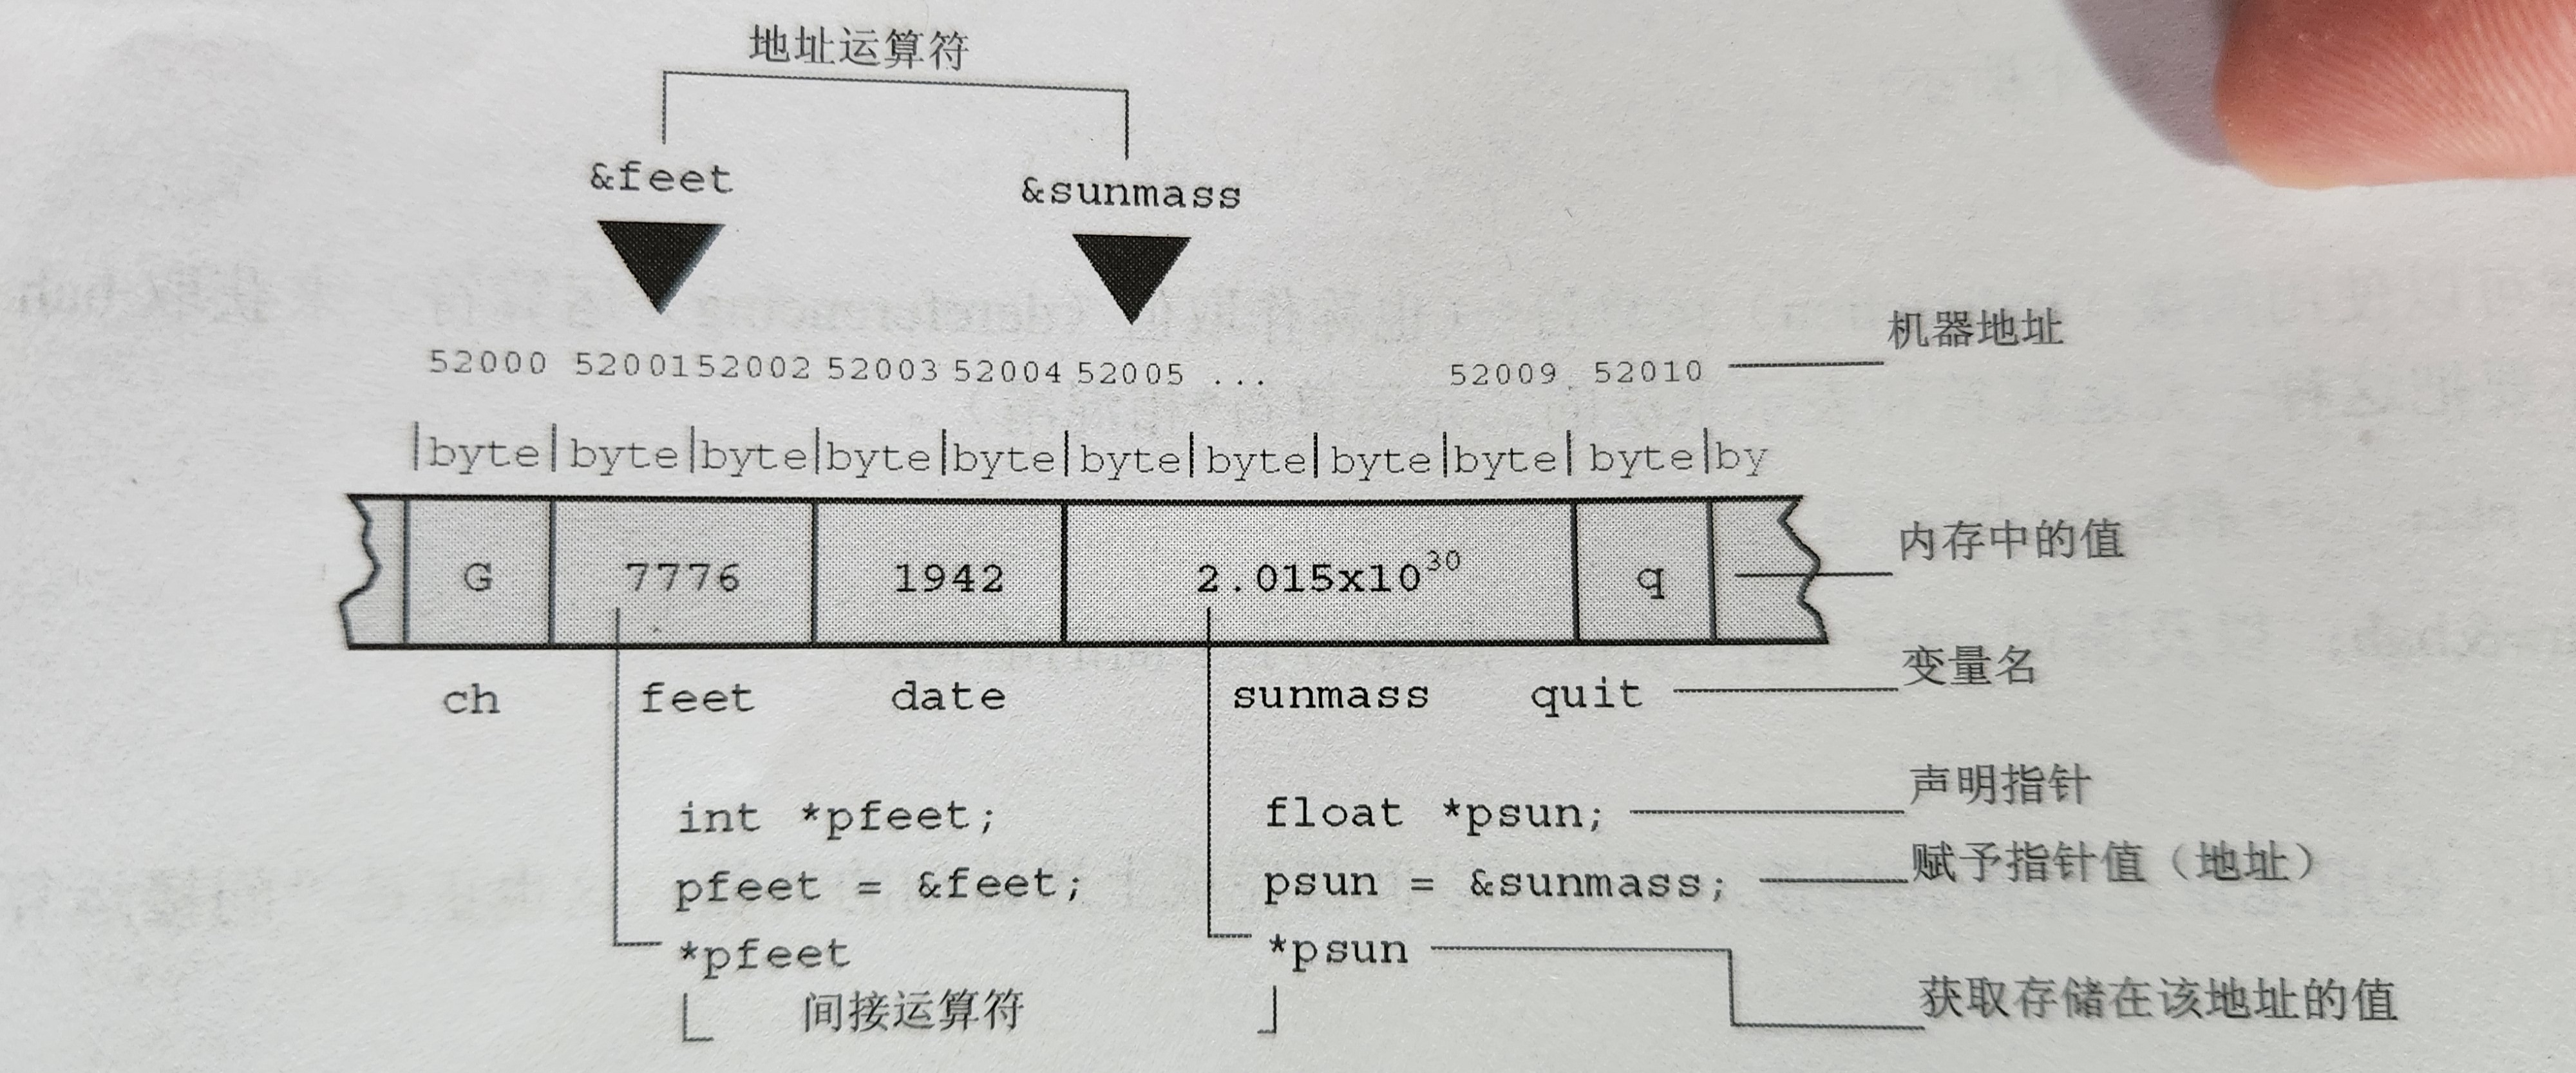 地址运算符
&feet
&sunmass
机器地址
52000 52001 52002 52003 52004 52005 ... 52009 52010
|byte|byte|byte|byte|byte|byte|byte|byte|byte|byte|by
内存中的值
G 7776 1942 2.015x10³⁰ q
变量名
ch feet date sunmass quit
声明指针
int *pfeet; float *psun;
赋予指针值（地址）
pfeet = &feet; psun = &sunmass;
*pfeet *psun
间接运算符
获取存储在该地址的值